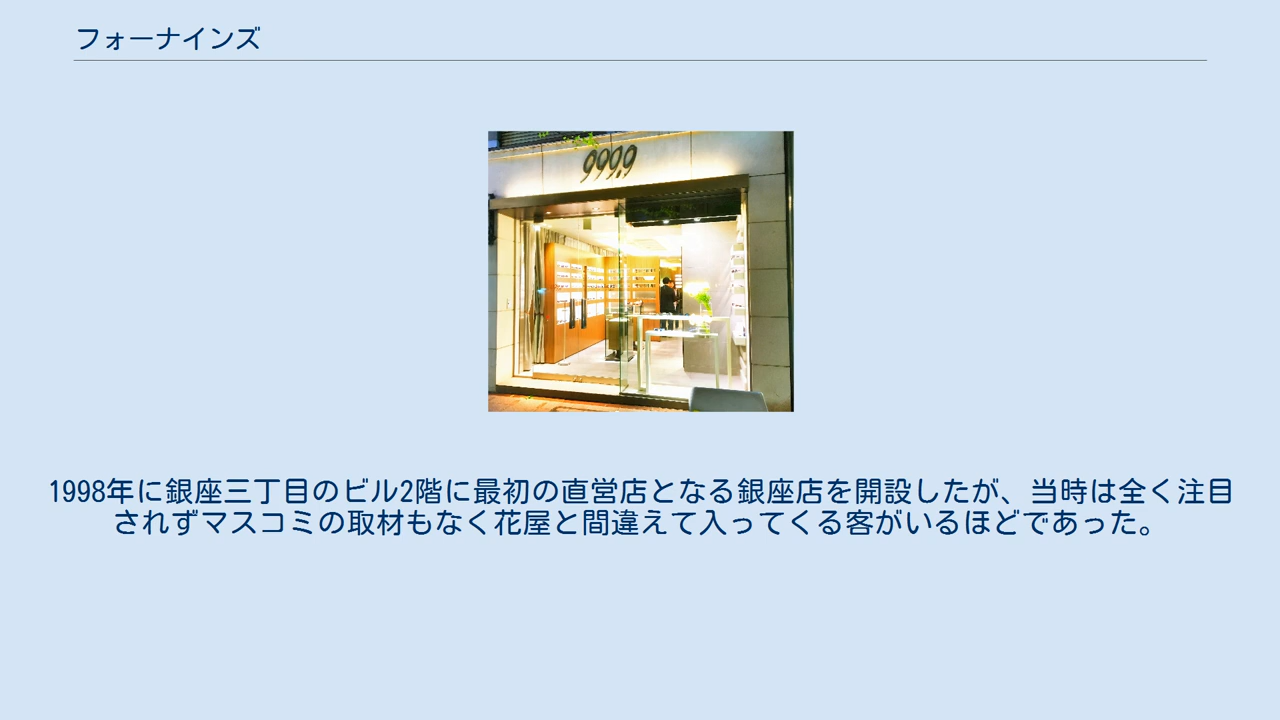 フォーナインズ
999.9
1998年に銀座三丁目のビル2階に最初の直営店となる銀座店を開設したが、当時は全く注目
されずマスコミの取材もなく花屋と間違えて入ってくる客がいるほどであった。